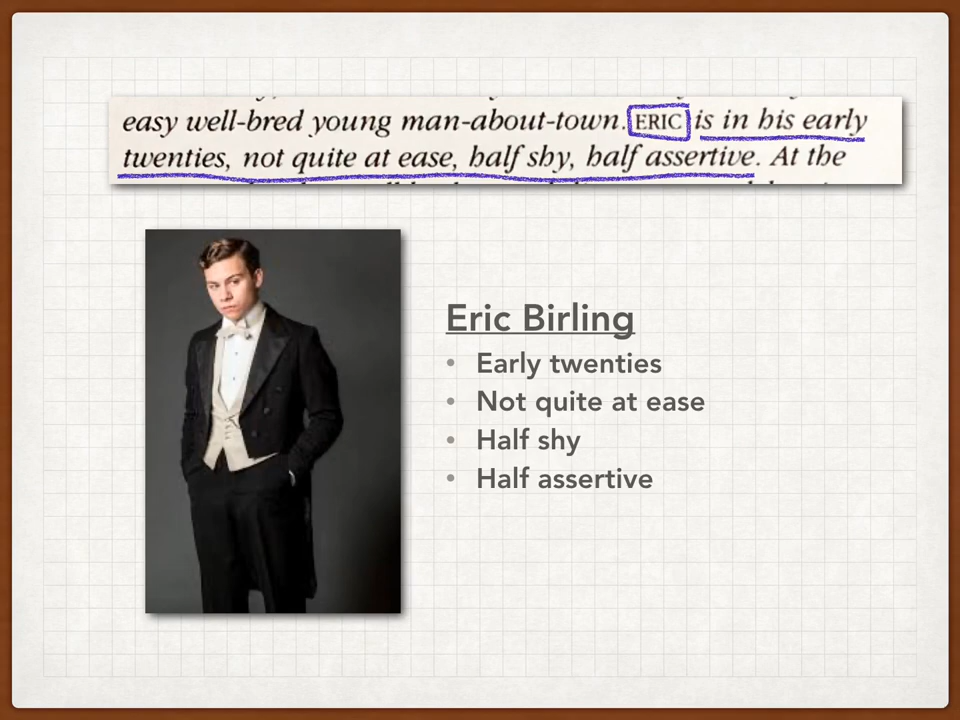 easy well-bred young man-about-town. ERIC is in his early
twenties, not quite at ease, half shy, half assertive. At the
Eric Birling
• Early twenties
• Not quite at ease
• Half shy
• Half assertive